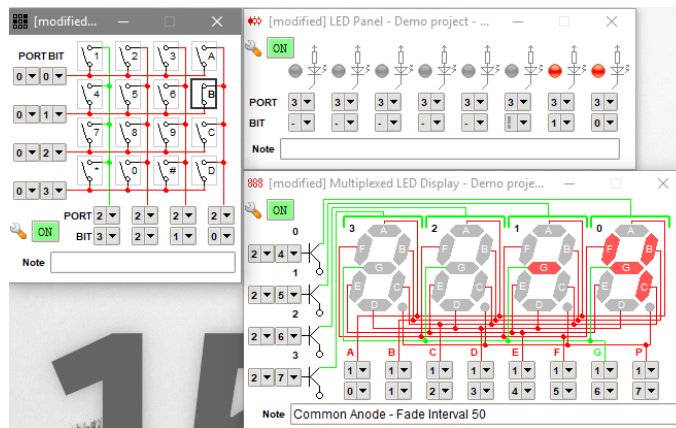 [modified...
PORT BIT
1 2 3 A
0 0
4 5 6 B
0 1
7 8 9 C
0 2
* 0 # D
0 3
PORT 2 2 2 2
ON
BIT 3 2 1 0
Note
[modified] LED Panel - Demo project - ...
ON
PORT 3 3 3 3 3 3 3 3
BIT - - - - 1 0
Note
888 [modified] Multiplexed LED Display - Demo proje...
ON
3 2 1 0
0
A A A A
F B F B F B F B
2 4
G G G G
1
E C E C E C E C
2 5
D D D D
2
2 6
3
A B C D E F G P
2 7
1 1 1 1 1 1 1 1
0 1 2 3 4 5 6 7
Note Common Anode - Fade Interval 50